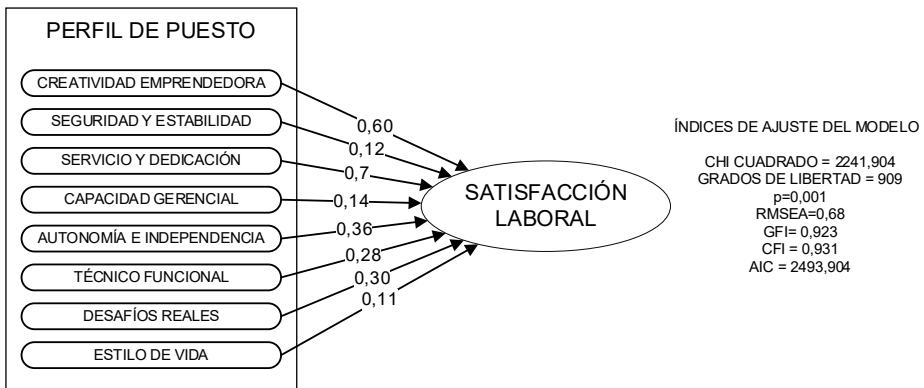 PERFIL DE PUESTO
CREATIVIDAD EMPRENDEDORA
SEGURIDAD Y ESTABILIDAD
SERVICIO Y DEDICACIÓN
CAPACIDAD GERENCIAL
AUTONOMÍA E INDEPENDENCIA
TÉCNICO FUNCIONAL
DESAFÍOS REALES
ESTILO DE VIDA
0,60
0,12
0,7
0,14
0,36
0,28
0,30
0,11
SATISFACCIÓN
LABORAL
ÍNDICES DE AJUSTE DEL MODELO
CHI CUADRADO = 2241,904
GRADOS DE LIBERTAD = 909
p=0,001
RMSEA=0,68
GFI= 0,923
CFI = 0,931
AIC = 2493,904